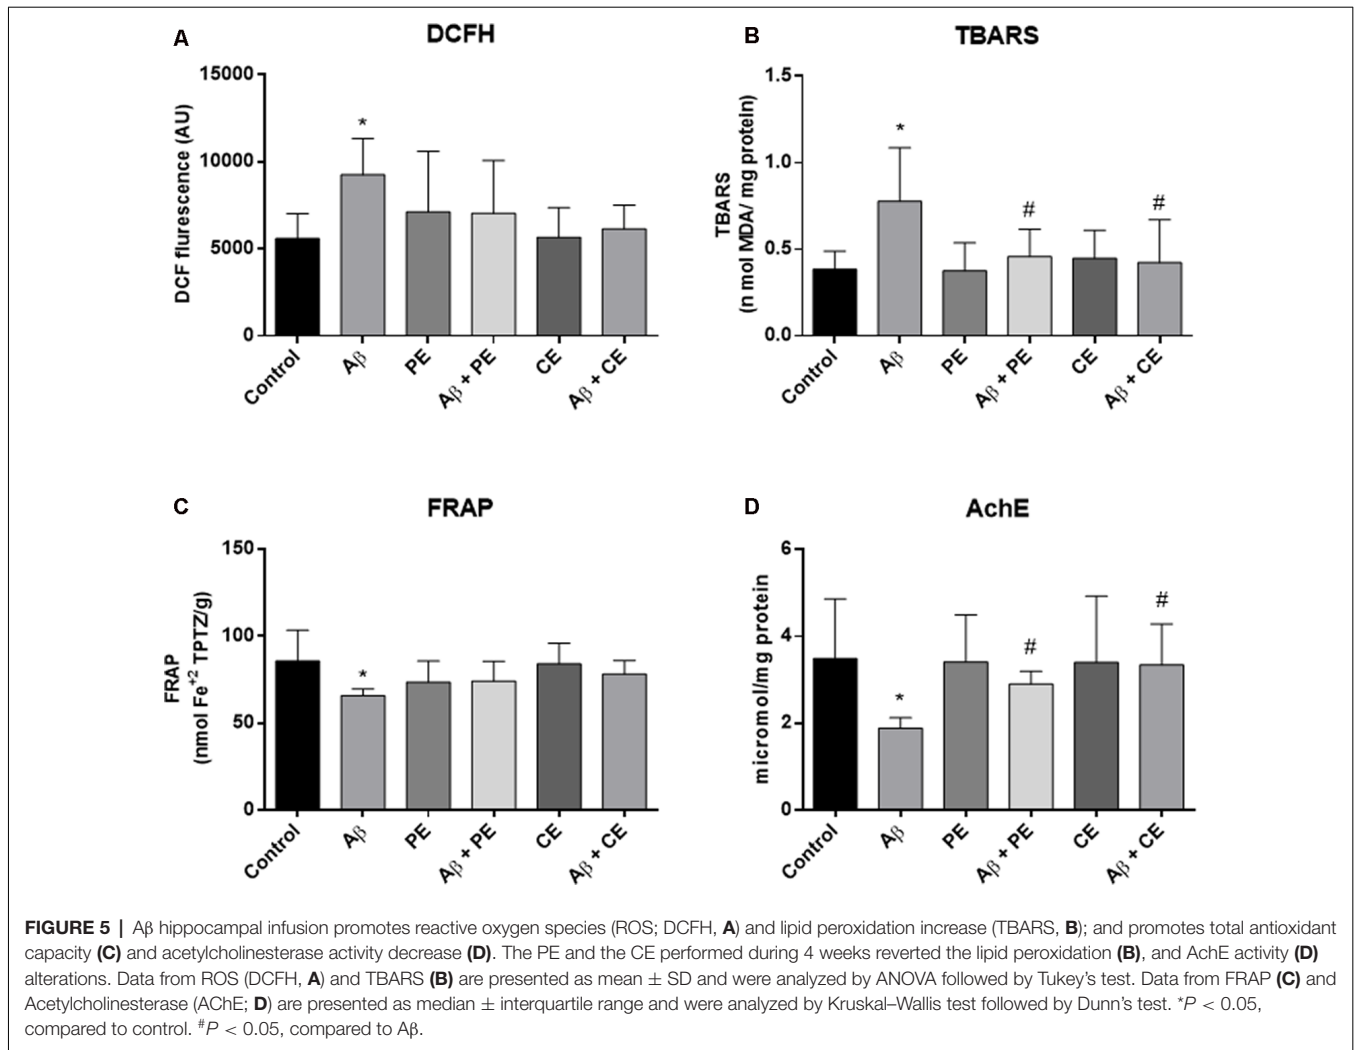 A
DCFH
DCF flurescence (AU)
15000
10000
5000
0
*
Control
Aβ
PE
Aβ + PE
CE
Aβ + CE
B
TBARS
TBARS
(n mol MDA/ mg protein)
1.5
1.0
0.5
0.0
*
#
#
Control
Aβ
PE
Aβ + PE
CE
Aβ + CE
C
FRAP
FRAP
(nmol Fe⁺² TPTZ/g)
150
100
50
0
*
Control
Aβ
PE
Aβ + PE
CE
Aβ + CE
D
AchE
micromol/mg protein
6
4
2
0
*
#
#
Control
Aβ
PE
Aβ + PE
CE
Aβ + CE
FIGURE 5 | Aβ hippocampal infusion promotes reactive oxygen species (ROS; DCFH, A) and lipid peroxidation increase (TBARS, B); and promotes total antioxidant
capacity (C) and acetylcholinesterase activity decrease (D). The PE and the CE performed during 4 weeks reverted the lipid peroxidation (B), and AchE activity (D)
alterations. Data from ROS (DCFH, A) and TBARS (B) are presented as mean ± SD and were analyzed by ANOVA followed by Tukey's test. Data from FRAP (C) and
Acetylcholinesterase (AChE; D) are presented as median ± interquartile range and were analyzed by Kruskal–Wallis test followed by Dunn's test. *P < 0.05,
compared to control. #P < 0.05, compared to Aβ.